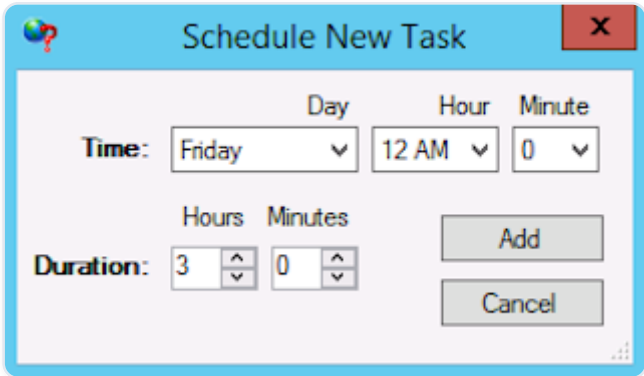 Schedule New Task x
Day Hour Minute
Time: Friday 12 AM 0
Hours Minutes
Duration: 3 0
Add
Cancel